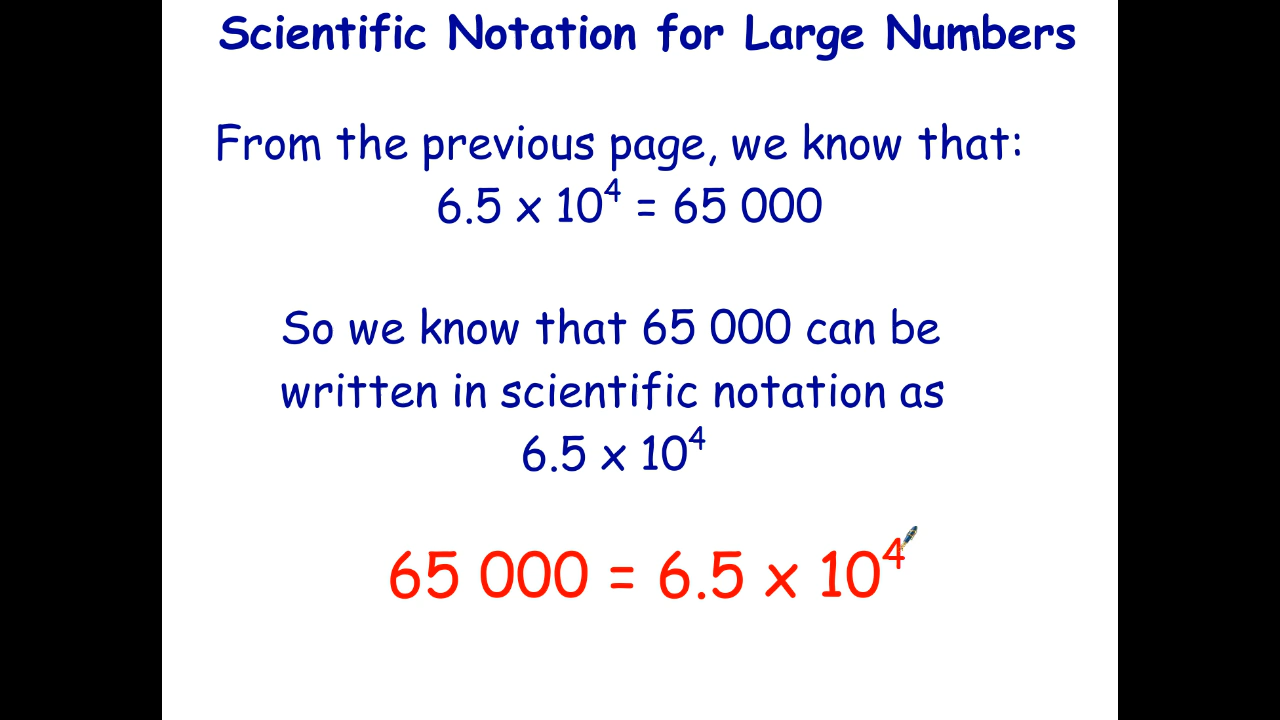 Scientific Notation for Large Numbers
From the previous page, we know that:
6.5 x 10⁴ = 65 000
So we know that 65 000 can be
written in scientific notation as
6.5 x 10⁴
65 000 = 6.5 x 10⁴